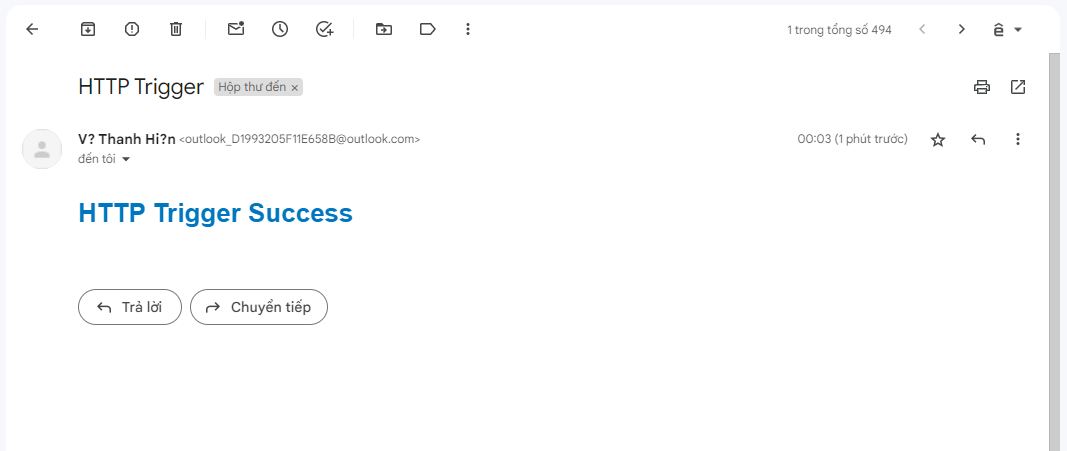 1 trong tổng số 494
HTTP Trigger Hộp thư đến ×
V? Thanh Hi?n <outlook_D1993205F11E658B@outlook.com> 00:03 (1 phút trước)
đến tôi
HTTP Trigger Success
Trả lời Chuyển tiếp